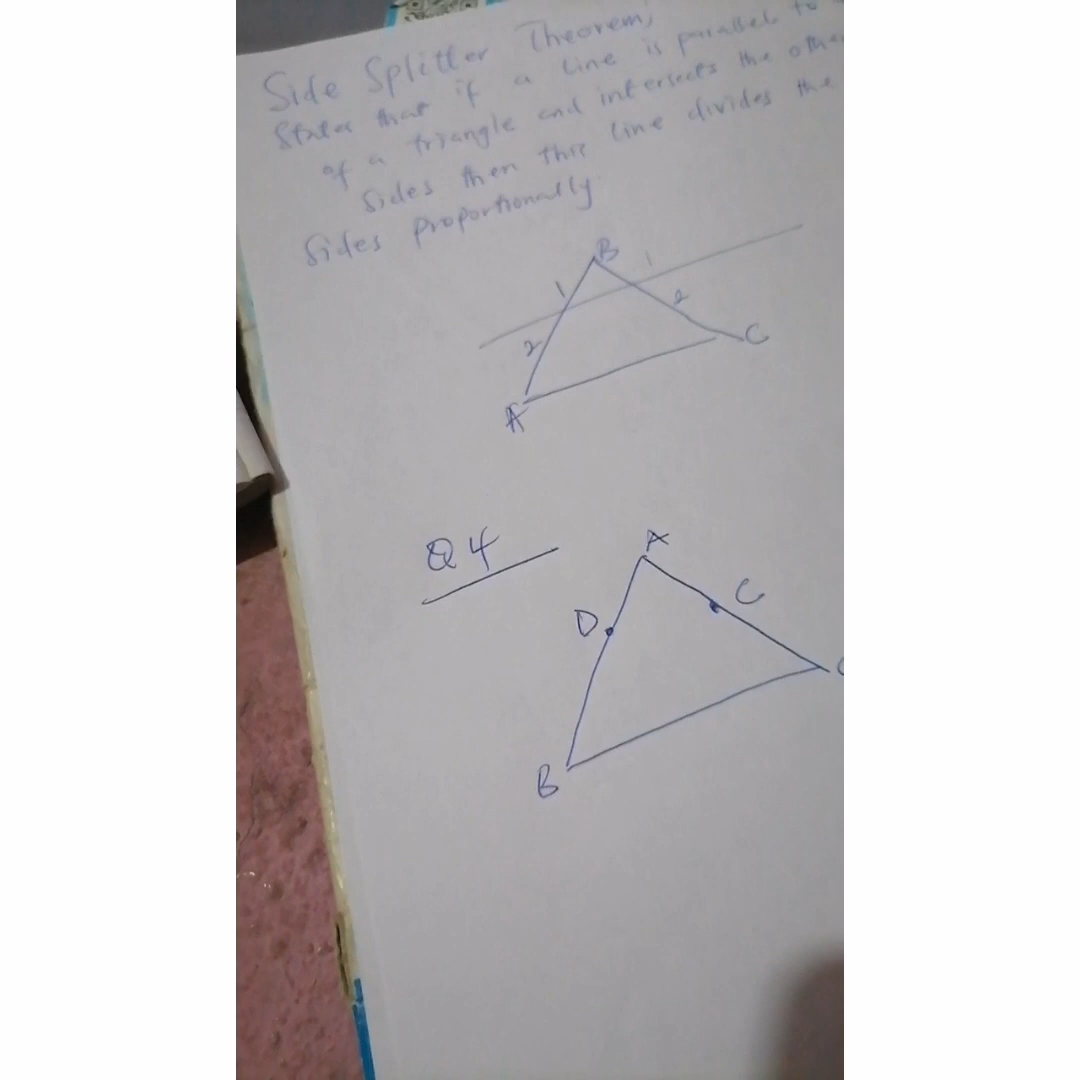 Side Splitter Theorem;
States that if a line is parallel to
of a triangle and intersects the other
sides then this line divides the
sides proportionally
B
1
1
2
2
C
A
Q4
A
C
D
C
B